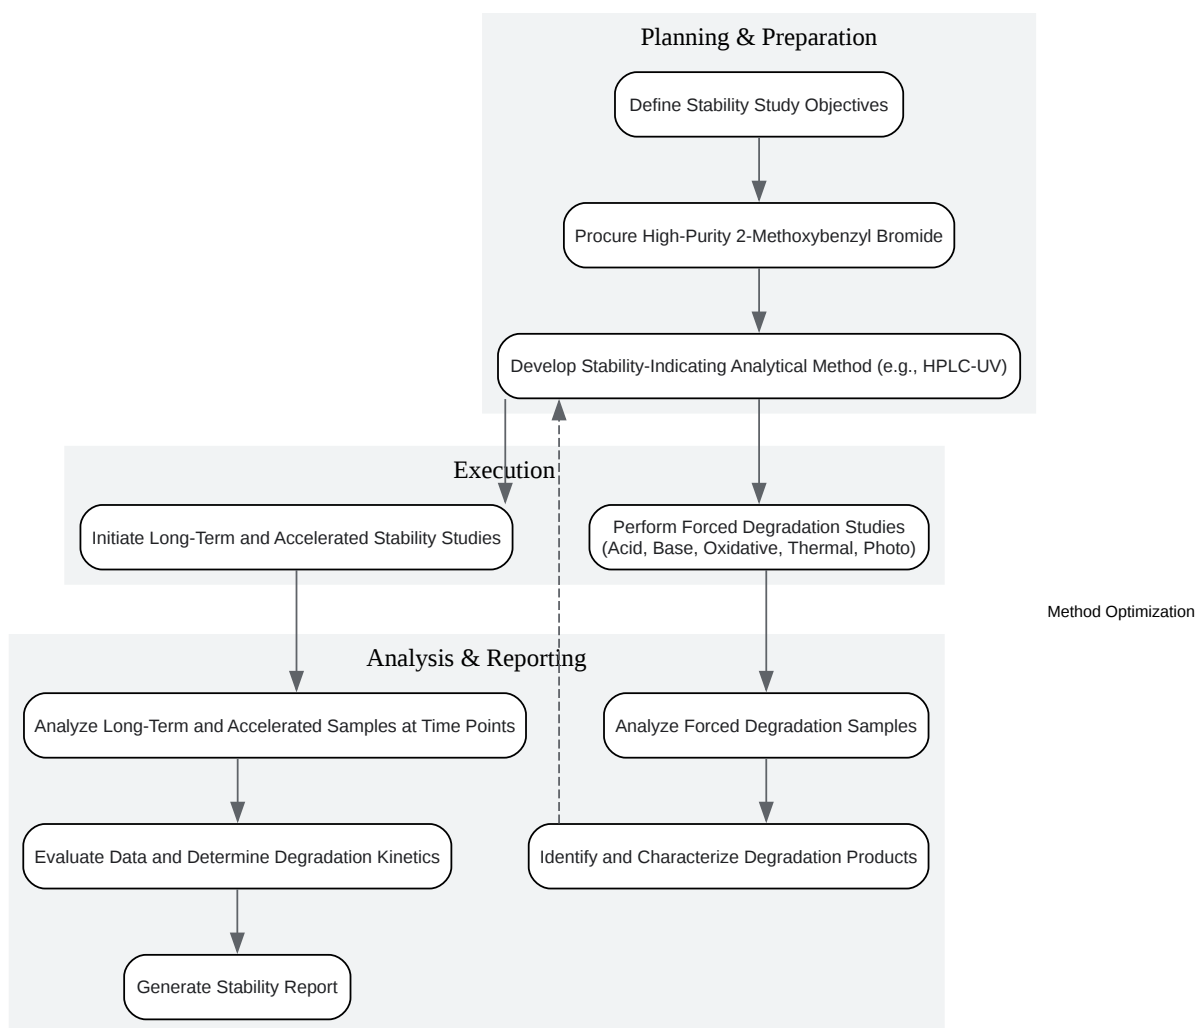 Planning & Preparation
Define Stability Study Objectives
Procure High-Purity 2-Methoxybenzyl Bromide
Develop Stability-Indicating Analytical Method (e.g., HPLC-UV)
Execution
Initiate Long-Term and Accelerated Stability Studies
Perform Forced Degradation Studies
(Acid, Base, Oxidative, Thermal, Photo)
Method Optimization
Analysis & Reporting
Analyze Long-Term and Accelerated Samples at Time Points
Analyze Forced Degradation Samples
Evaluate Data and Determine Degradation Kinetics
Identify and Characterize Degradation Products
Generate Stability Report